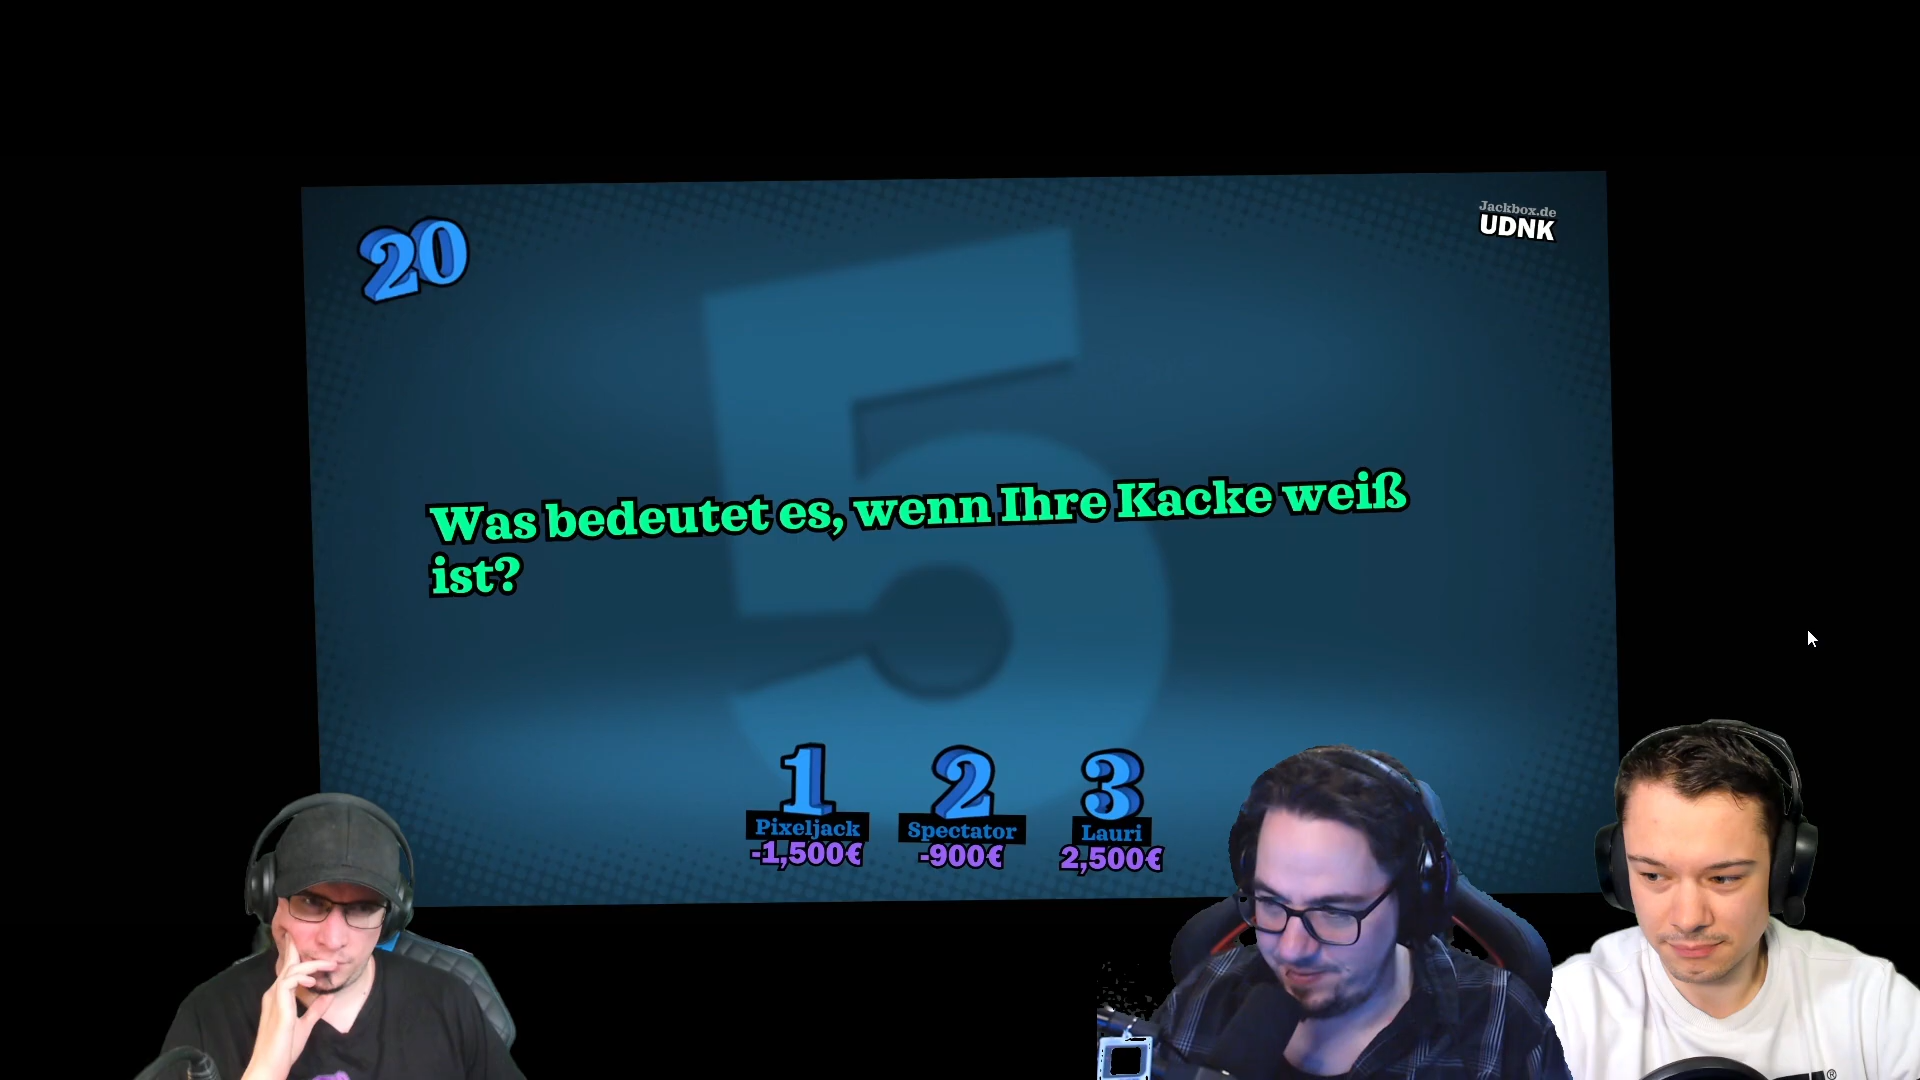 20
Jackbox.de
UDNK
5
Was bedeutet es, wenn Ihre Kacke weiß
ist?
1 2 3
Pixeljack Spectator Lauri
-1,500€ -900€ 2,500€
®